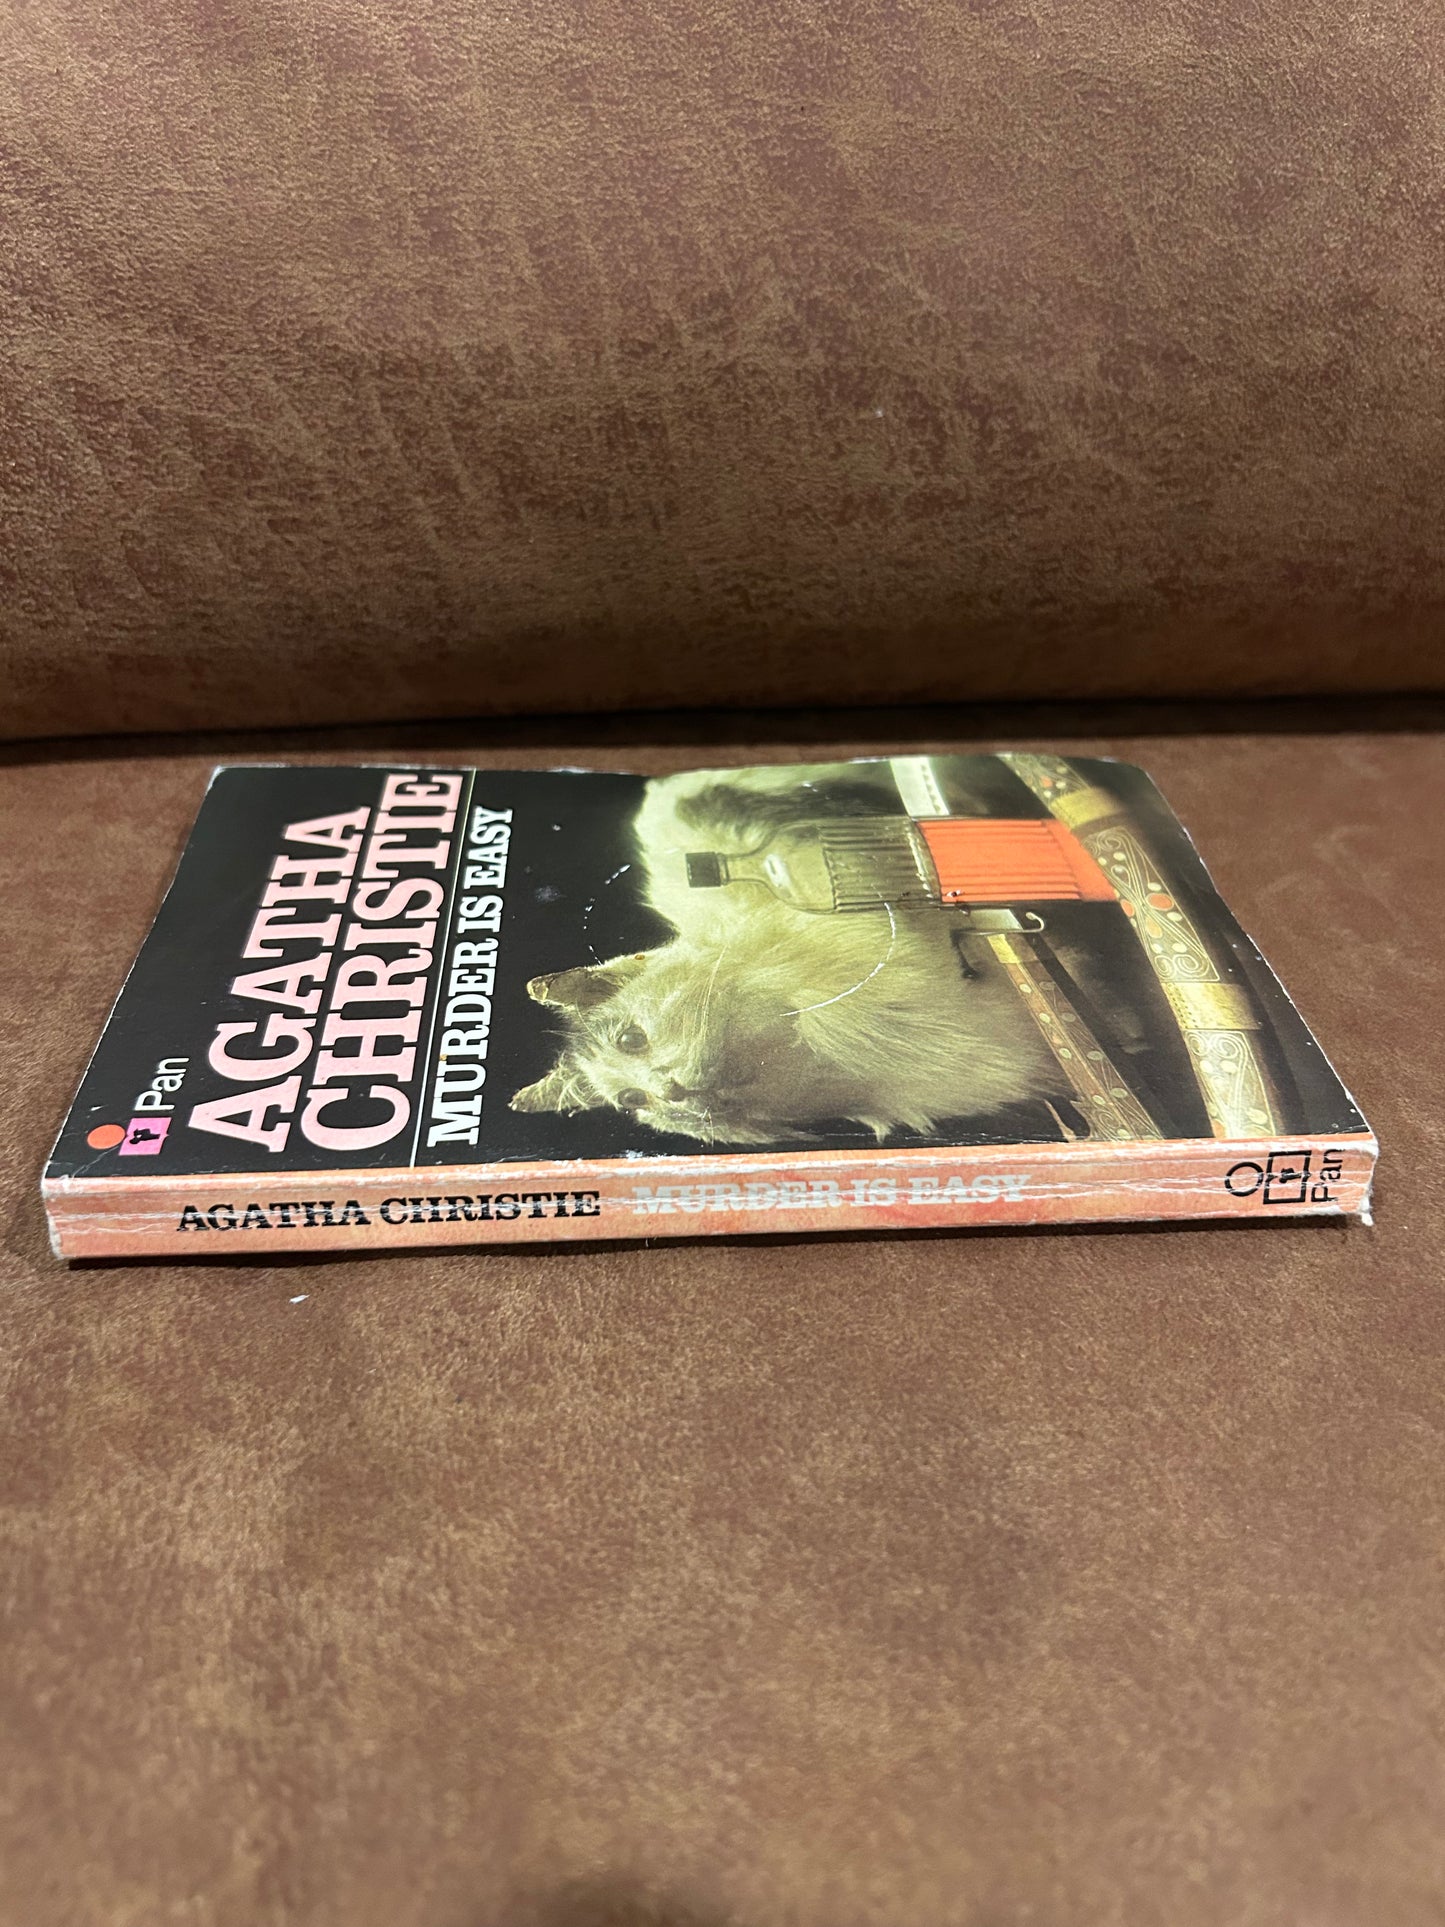 Pan
AGATHA
CHRISTIE
MURDER IS EASY
AGATHA CHRISTIE MURDER IS EASY
Pan